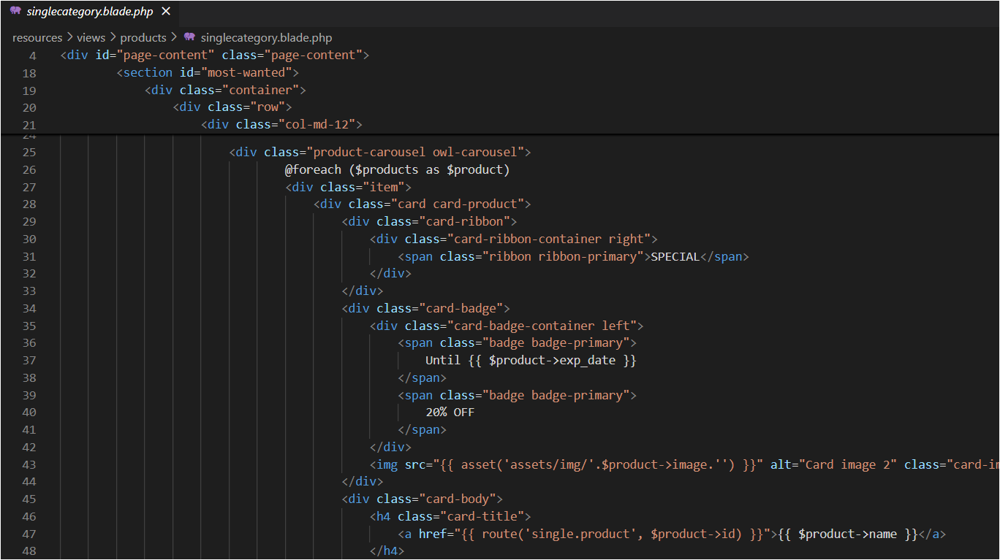 singlecategory.blade.php
resources > views > products > singlecategory.blade.php
4 <div id="page-content" class="page-content">
18 <section id="most-wanted">
19 <div class="container">
20 <div class="row">
21 <div class="col-md-12">
24
25 <div class="product-carousel owl-carousel">
26 @foreach ($products as $product)
27 <div class="item">
28 <div class="card card-product">
29 <div class="card-ribbon">
30 <div class="card-ribbon-container right">
31 <span class="ribbon ribbon-primary">SPECIAL</span>
32 </div>
33 </div>
34 <div class="card-badge">
35 <div class="card-badge-container left">
36 <span class="badge badge-primary">
37 Until {{ $product->exp_date }}
38 </span>
39 <span class="badge badge-primary">
40 20% OFF
41 </span>
42 </div>
43 <img src="{{ asset('assets/img/'.$product->image.'') }}" alt="Card image 2" class="card-im
44 </div>
45 <div class="card-body">
46 <h4 class="card-title">
47 <a href="{{ route('single.product', $product->id) }}">{{ $product->name }}</a>
48 </h4>